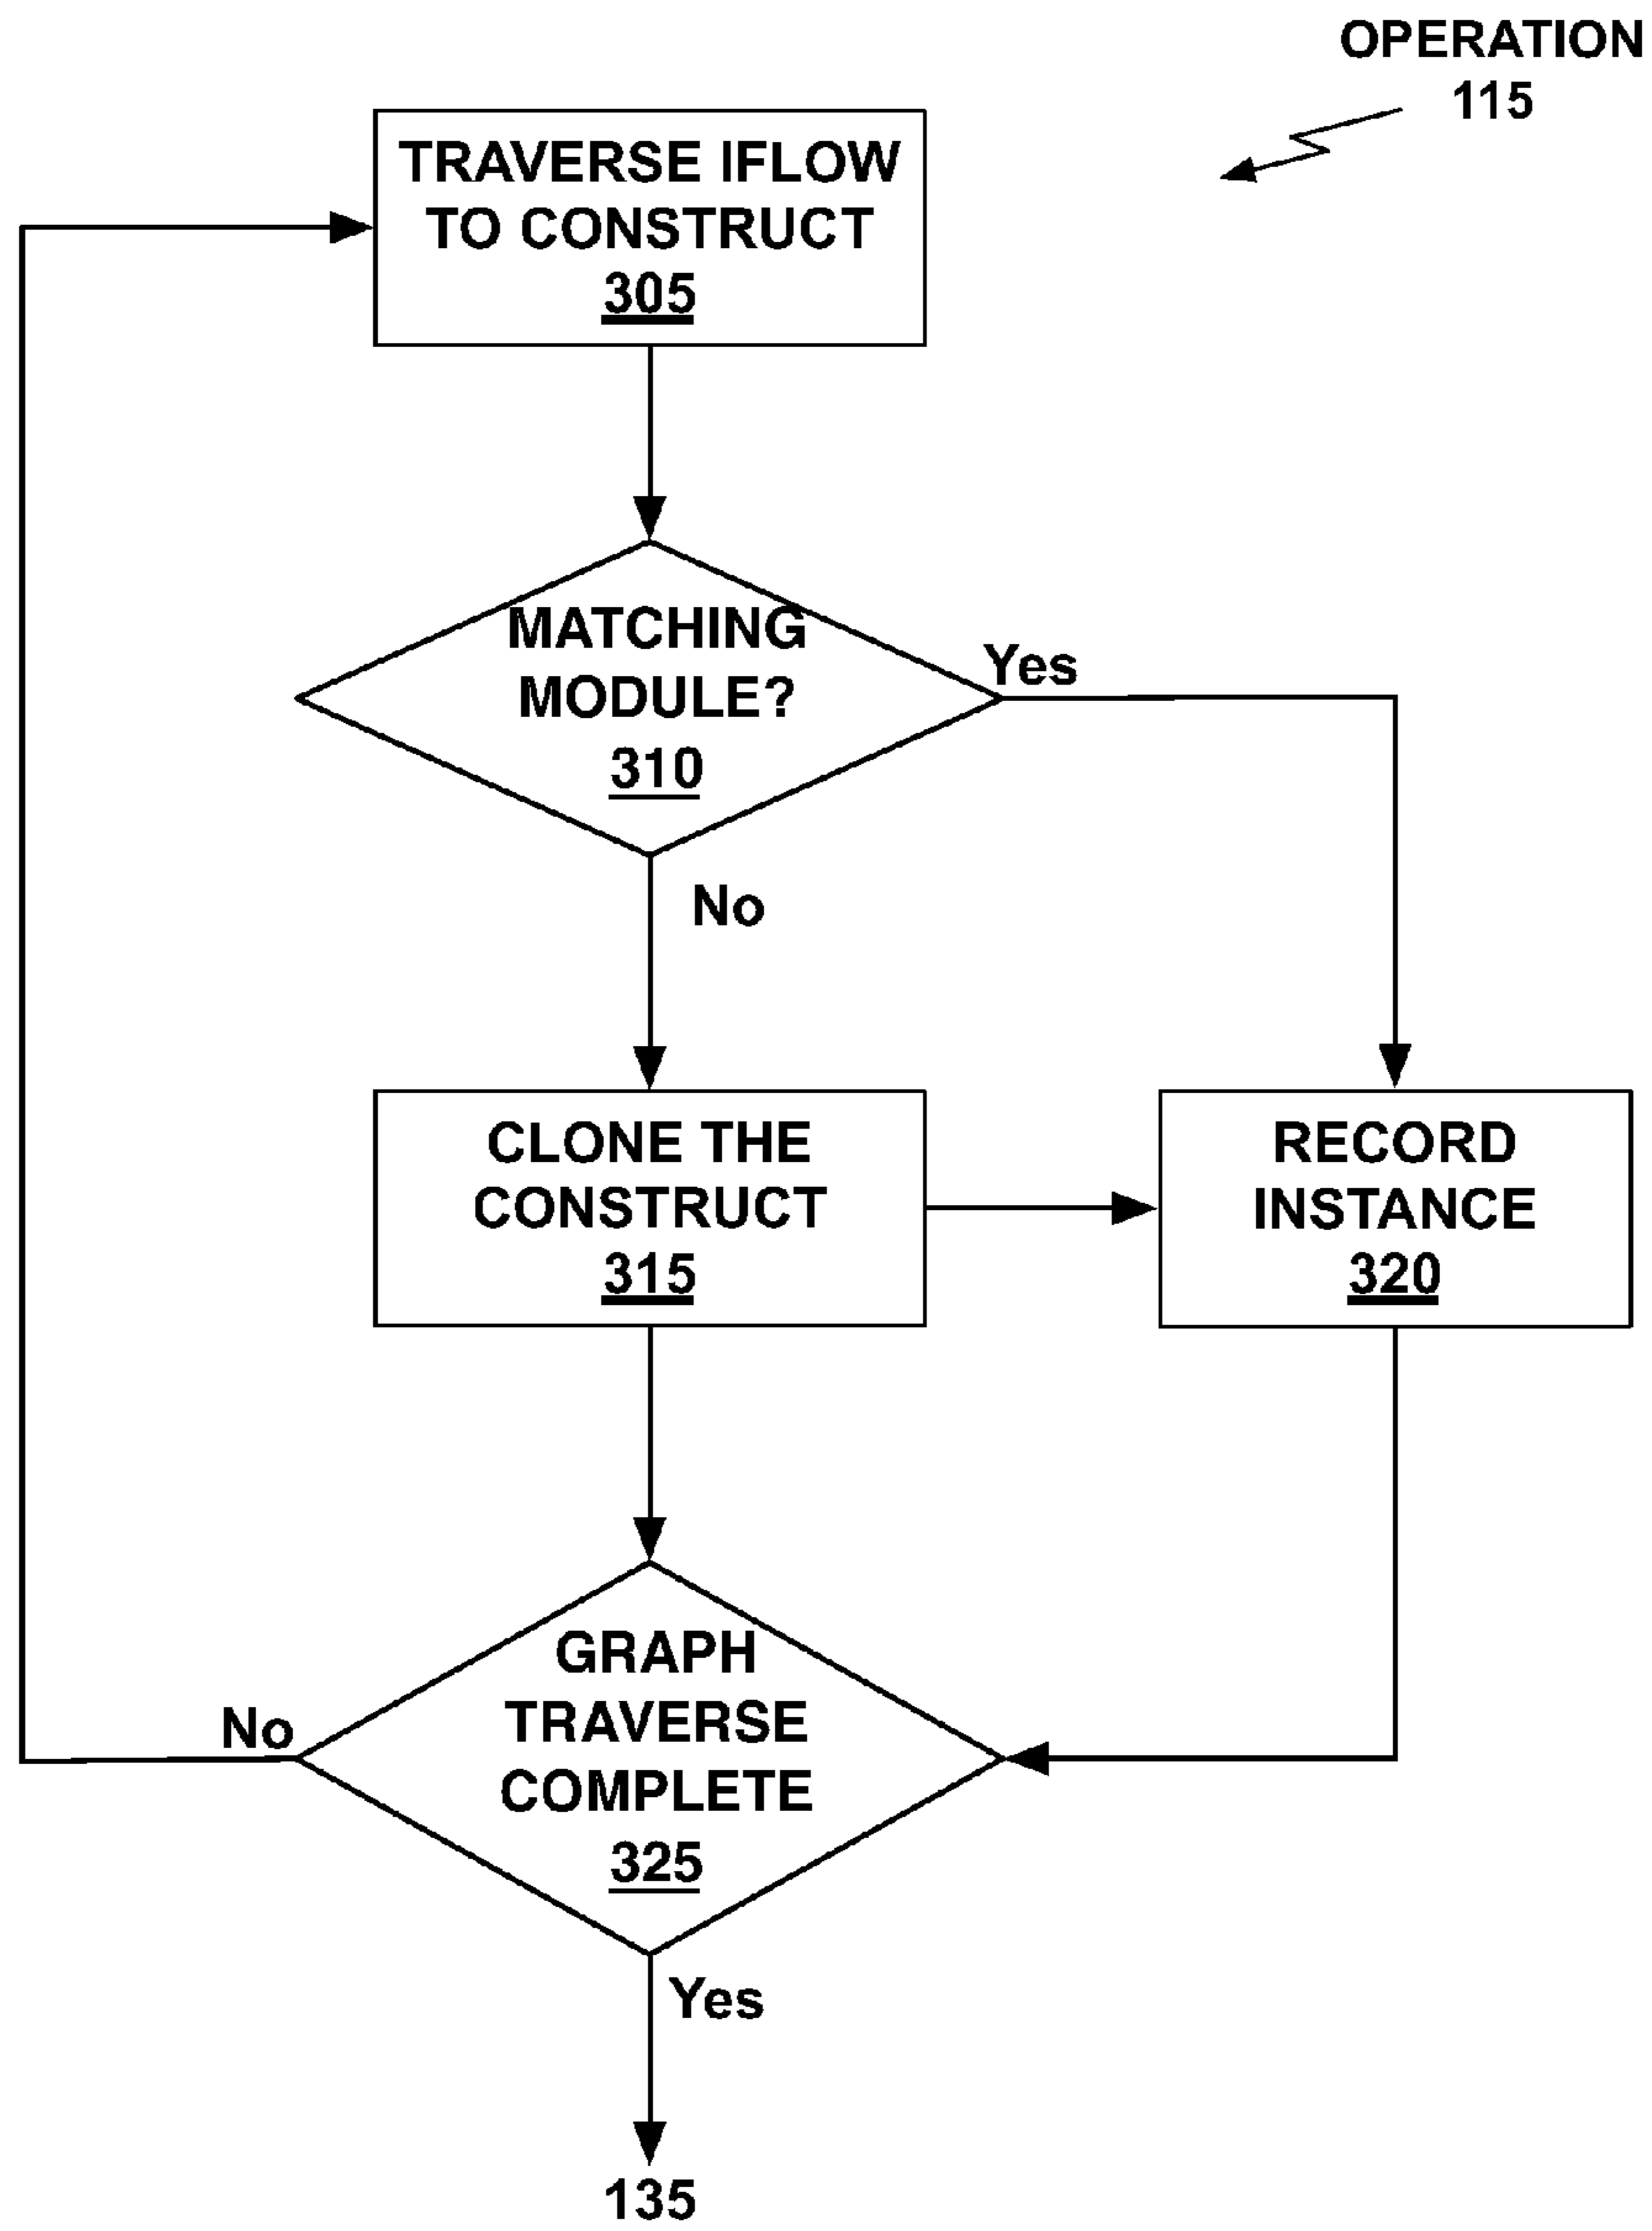 OPERATION
115
TRAVERSE IFLOW
TO CONSTRUCT
305
MATCHING
MODULE?
310
Yes
No
CLONE THE
CONSTRUCT
315
RECORD
INSTANCE
320
GRAPH
TRAVERSE
COMPLETE
325
No
Yes
135